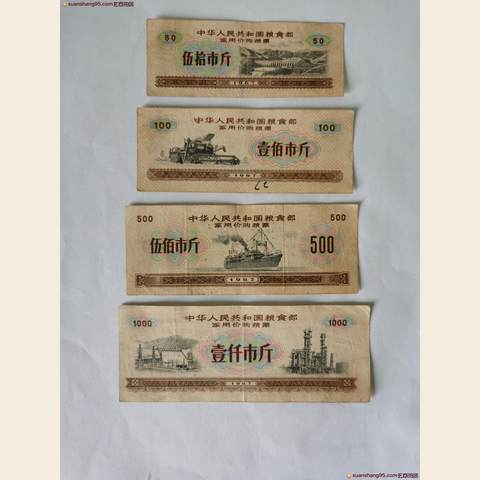 xuanshang95.com
50
中华人民共和国粮食部
50
军用价购粮票
伍拾市斤
1967
中华人民共和国粮食部
100
军用价购粮票
100
壹佰市斤
1967
500
中华人民共和国粮食部
500
军用价购粮票
伍佰市斤
500
1967
中华人民共和国粮食部
1000
军用价购粮票
1000
壹仟市斤
1967
xuanshang95.com